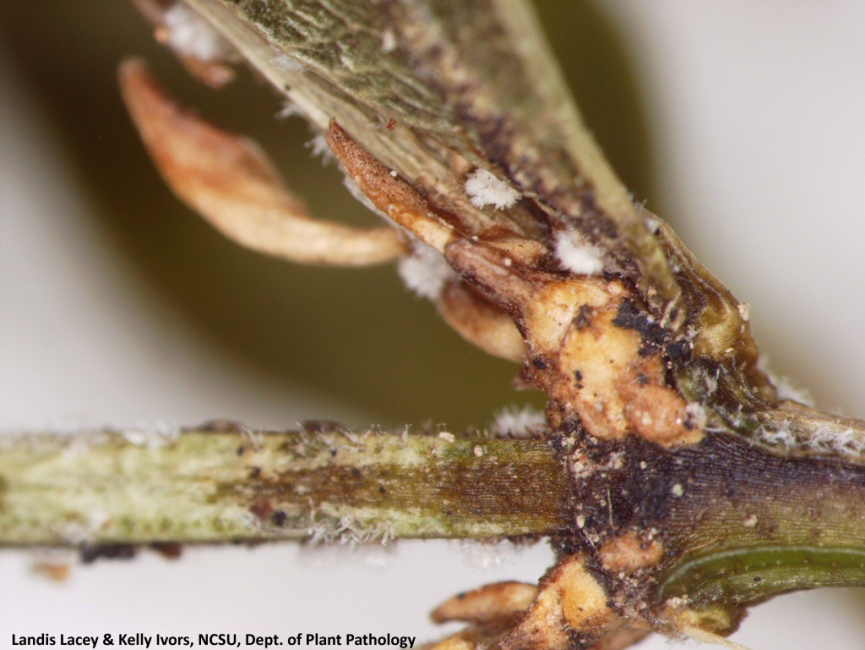 Landis Lacey & Kelly Ivors, NCSU, Dept. of Plant Pathology